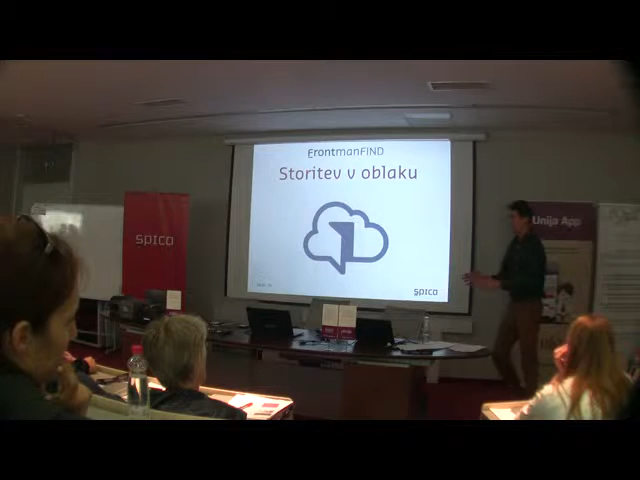 FrontmanFIND
Storitev v oblaku
spica
spica
Unija App